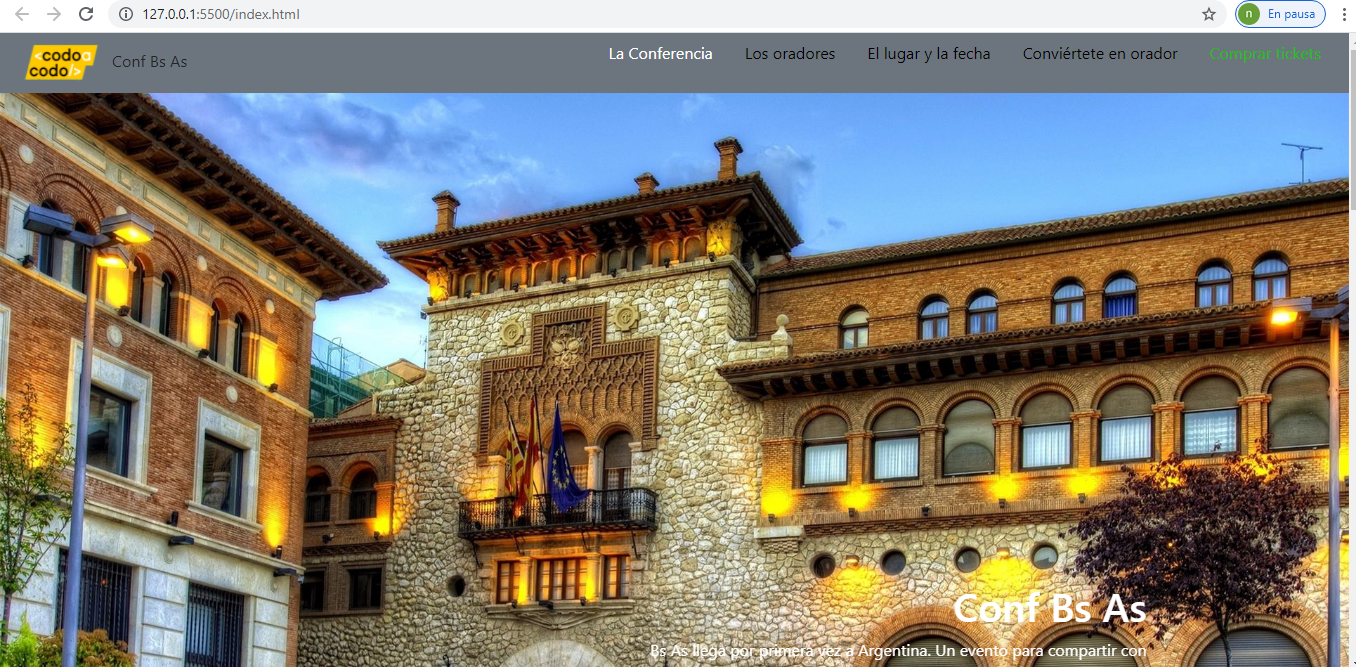 127.0.0.1:5500/index.html
n En pausa
<codo a
codo/>
Conf Bs As
La Conferencia Los oradores El lugar y la fecha Conviértete en orador Comprar tickets
Conf Bs As
Bs As llega por primera vez a Argentina. Un evento para compartir con